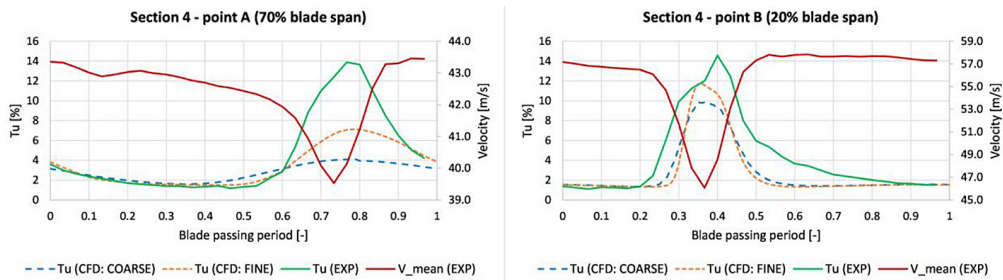 Section 4 - point A (70% blade span)
Tu [%]
16
14
12
10
8
6
4
2
0
44.0
43.0
42.0
41.0
40.0
39.0
Velocity [m/s]
0 0.1 0.2 0.3 0.4 0.5 0.6 0.7 0.8 0.9 1
Blade passing period [-]
Tu (CFD: COARSE) Tu (CFD: FINE) Tu (EXP) V_mean (EXP)
Section 4 - point B (20% blade span)
Tu [%]
16
14
12
10
8
6
4
2
0
59.0
57.0
55.0
53.0
51.0
49.0
47.0
45.0
Velocity [m/s]
0 0.1 0.2 0.3 0.4 0.5 0.6 0.7 0.8 0.9 1
Blade passing period [-]
Tu (CFD: COARSE) Tu (CFD: FINE) Tu (EXP) V_mean (EXP)